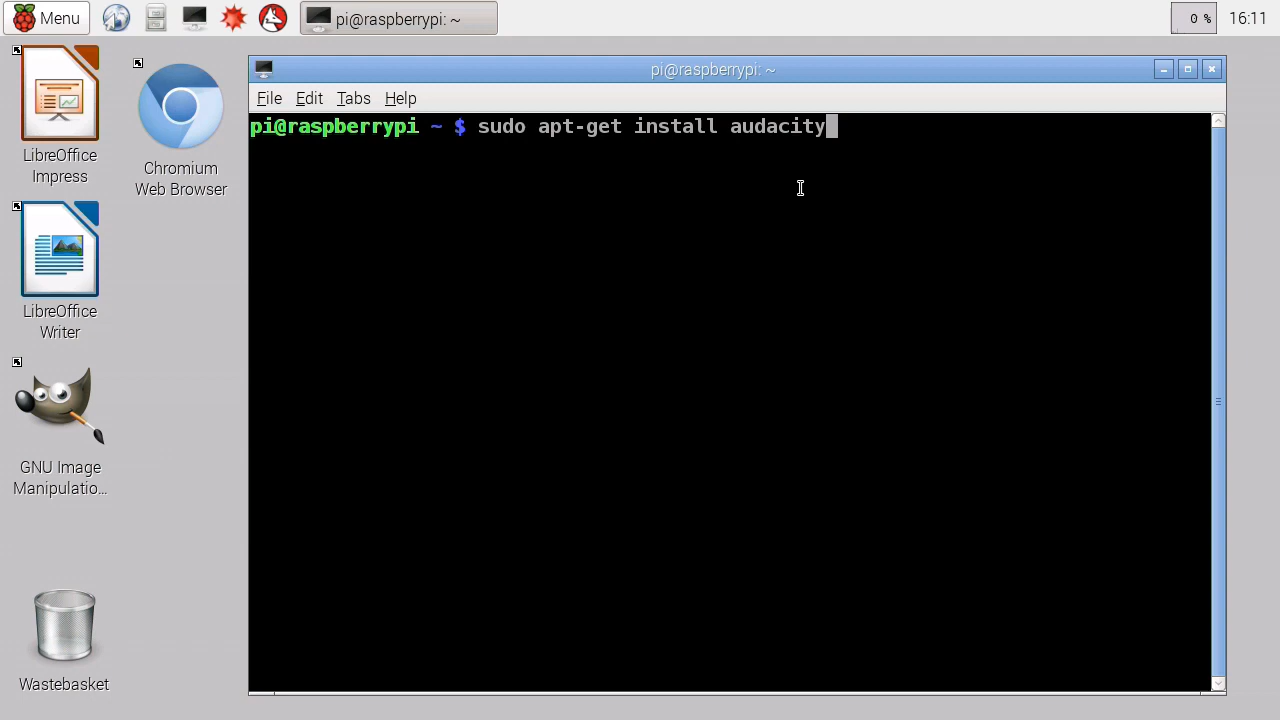 Menu
pi@raspberrypi: ~
0 %
16:11
LibreOffice
Impress
Chromium
Web Browser
LibreOffice
Writer
GNU Image
Manipulatio...
Wastebasket
pi@raspberrypi: ~
File Edit Tabs Help
pi@raspberrypi ~ $ sudo apt-get install audacity